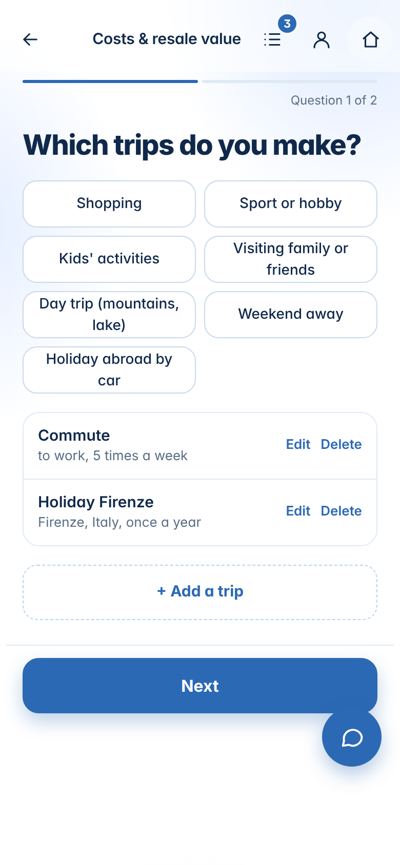 Costs & resale value
3
Question 1 of 2
Which trips do you make?
Shopping
Sport or hobby
Kids' activities
Visiting family or
friends
Day trip (mountains,
lake)
Weekend away
Holiday abroad by
car
Commute
to work, 5 times a week
Edit Delete
Holiday Firenze
Firenze, Italy, once a year
Edit Delete
+ Add a trip
Next